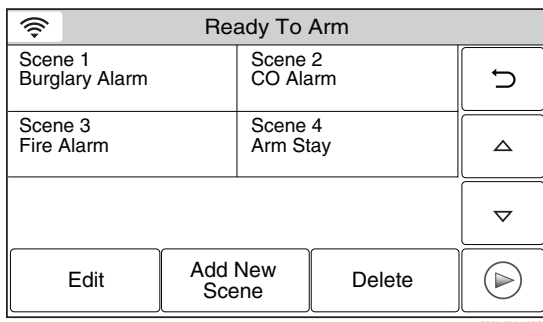 Ready To Arm
Scene 1
Burglary Alarm
Scene 2
CO Alarm
Scene 3
Fire Alarm
Scene 4
Arm Stay
Edit
Add New
Scene
Delete